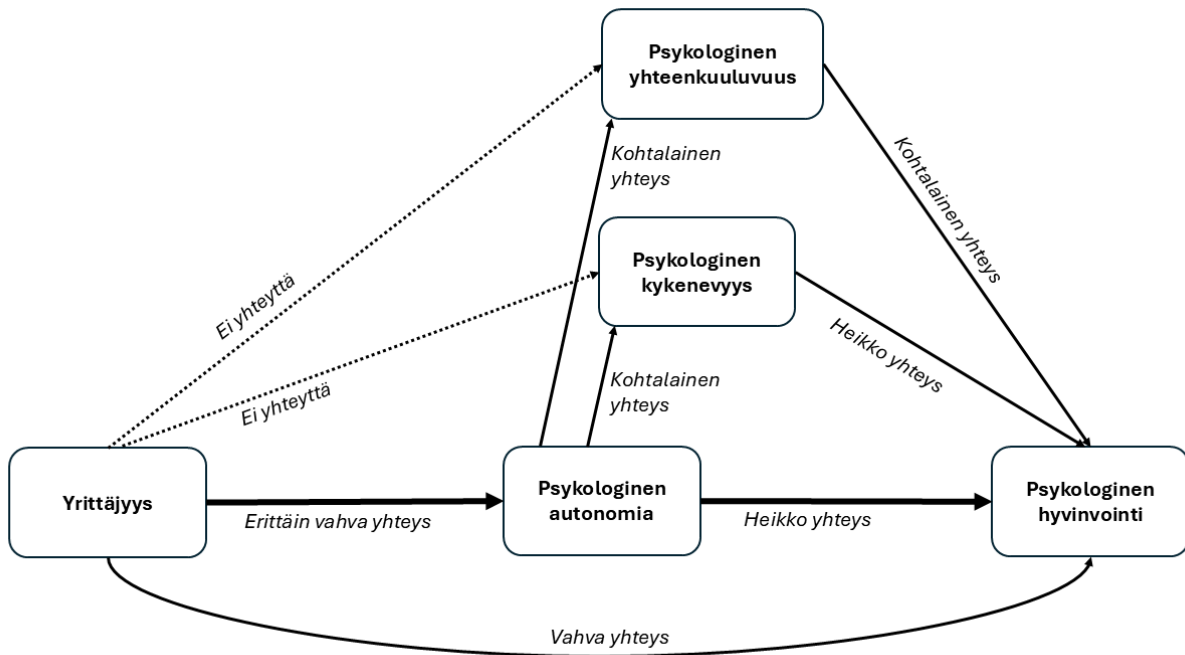 Psykologinen
yhteenkuuluvuus
Kohtalainen
yhteys
Kohtalainen yhteys
Ei yhteyttä
Psykologinen
kykenevyys
Heikko yhteys
Ei yhteyttä
Kohtalainen
yhteys
Yrittäjyys
Erittäin vahva yhteys
Psykologinen
autonomia
Heikko yhteys
Psykologinen
hyvinvointi
Vahva yhteys